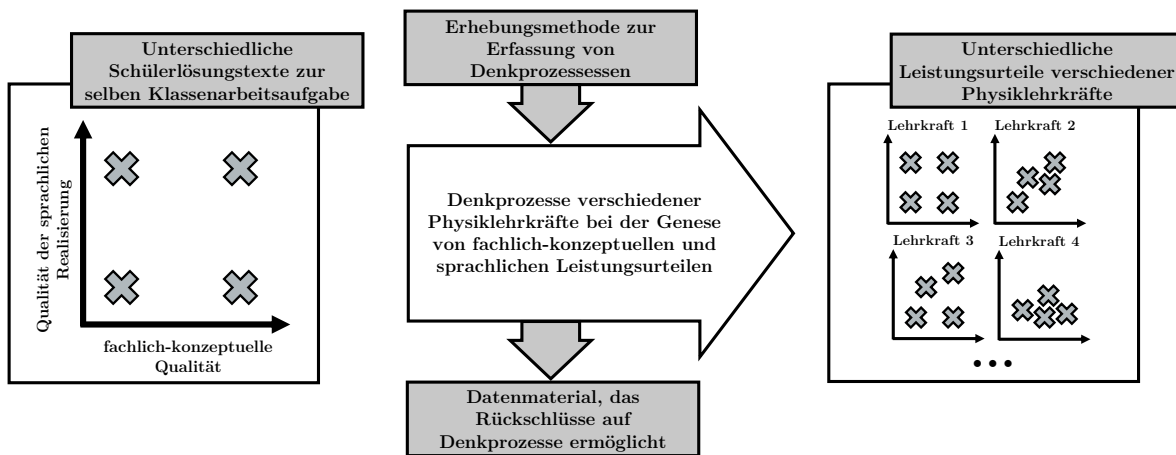 Unterschiedliche
Schülerlösungstexte zur
selben Klassenarbeitsaufgabe
Qualität der sprachlichen
Realisierung
fachlich-konzeptuelle
Qualität
Erhebungsmethode zur
Erfassung von
Denkprozessessen
Denkprozesse verschiedener
Physiklehrkräfte bei der Genese
von fachlich-konzeptuellen und
sprachlichen Leistungsurteilen
Datenmaterial, das
Rückschlüsse auf
Denkprozesse ermöglicht
Unterschiedliche
Leistungsurteile verschiedener
Physiklehrkräfte
Lehrkraft 1
Lehrkraft 2
Lehrkraft 3
Lehrkraft 4